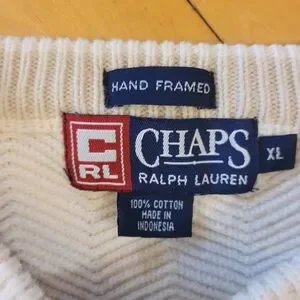 HAND FRAMED
C
RL
CHAPS
RALPH LAUREN
XL
100% COTTON
MADE IN
INDONESIA